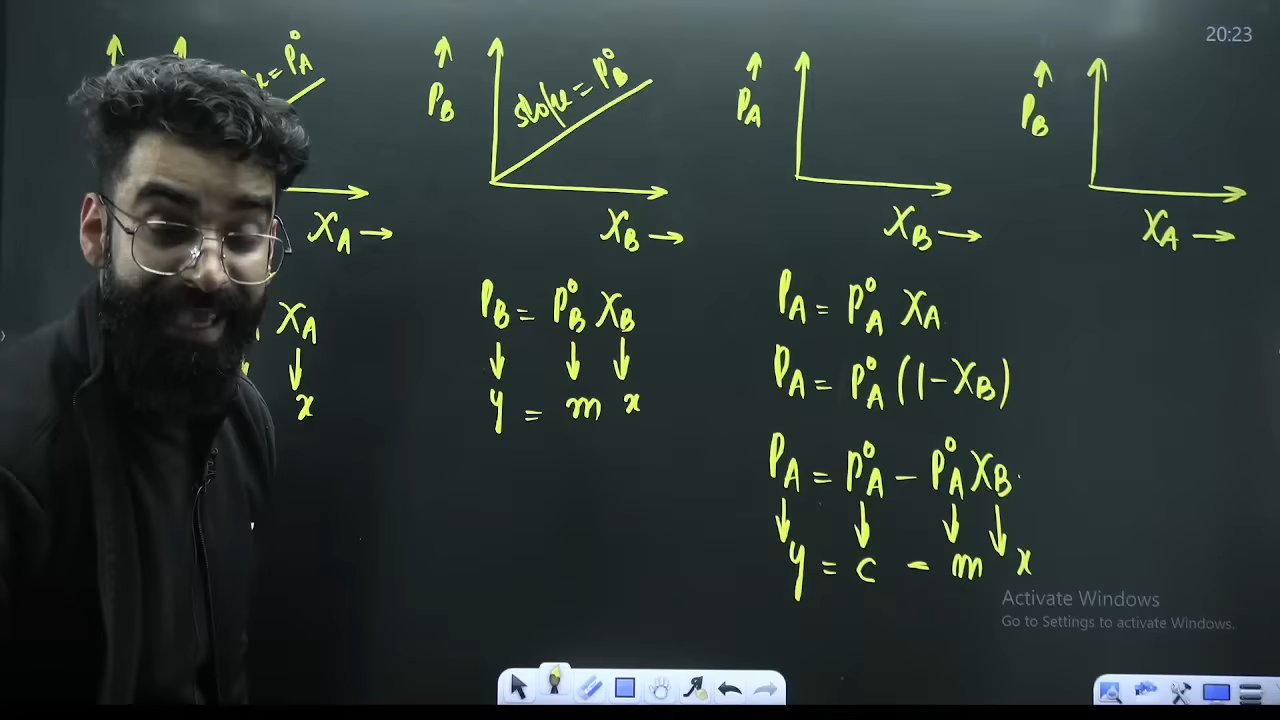 20:23
= P°A
XA →
XA
x
PB
slope = P°B
XB →
PB = P°B XB
y = m x
PA
XB →
PA = P°A XA
PA = P°A (1 - XB)
PA = P°A - P°A XB
y = c - m x
PB
XA →
Activate Windows
Go to Settings to activate Windows.